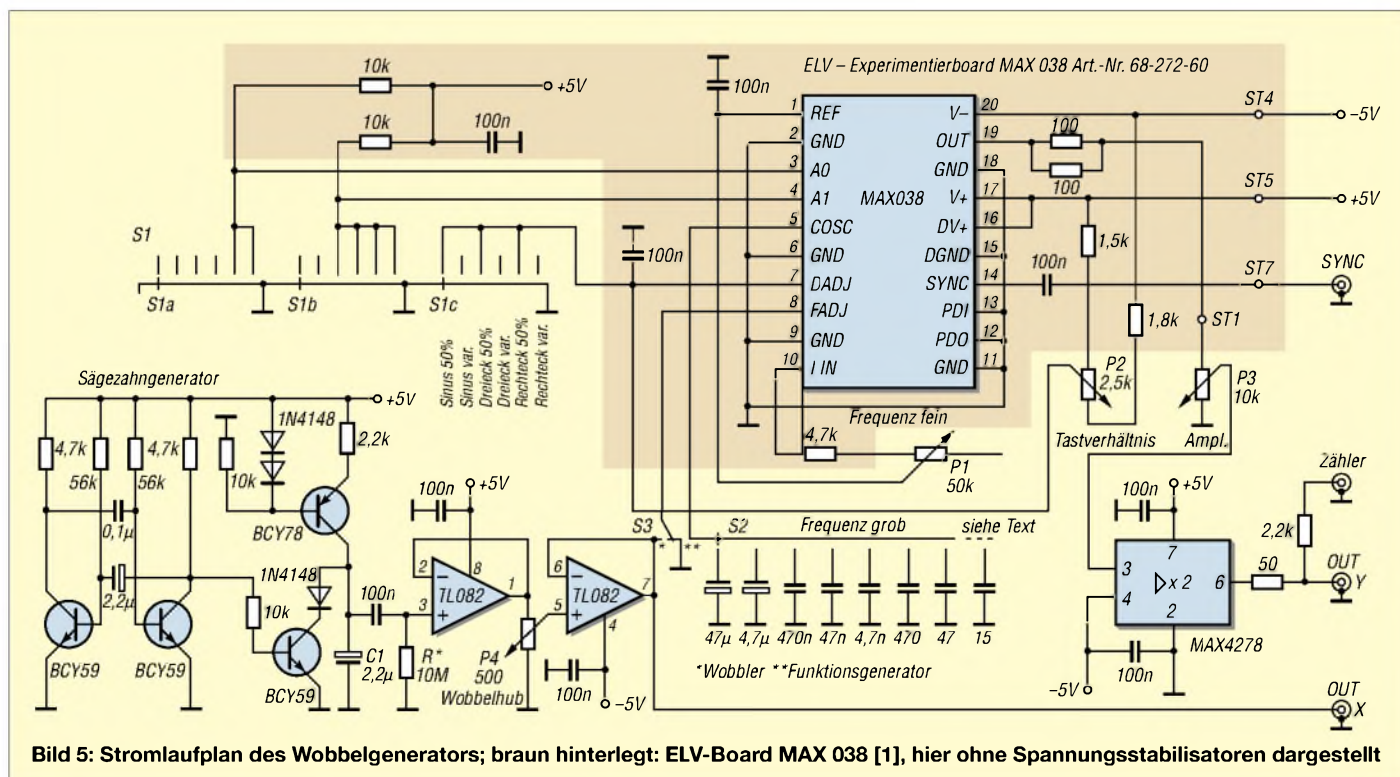 ELV – Experimentierboard MAX 038 Art.-Nr. 68-272-60
10k
+5V
10k
100n
100n
1 REF
2 GND
3 A0
4 A1
5 COSC
6 GND
7 DADJ
8 FADJ
9 GND
10 I IN
MAX038
V– 20
OUT 19
GND 18
V+ 17
DV+ 16
DGND 15
SYNC 14
PDI 13
PDO 12
GND 11
100
100
ST4
–5V
ST5
+5V
1,5k
100n
ST7
SYNC
1,8k
ST1
S1
S1a
S1b
S1c
100n
Sinus 50%
Sinus var.
Dreieck 50%
Dreieck var.
Rechteck 50%
Rechteck var.
P2
2,5k
P3
10k
Tastverhältnis
Ampl.
Frequenz fein
4,7k
P1
50k
Sägezahngenerator
+5V
4,7k
56k
4,7k
56k
10k
1N4148
2,2k
0,1µ
2,2µ
BCY78
1N4148
10k
BCY59
BCY59
BCY59
C1
2,2µ
100n
R*
10M
100n
+5V
2
8
1
3
TL082
P4
500
Wobbelhub
6
7
5
4
TL082
100n
–5V
S3
*
**
S2
Frequenz grob
siehe Text
47µ
4,7µ
470n
47n
4,7n
470
47
15
*Wobbler **Funktionsgenerator
100n
+5V
7
3
4
x 2
6
2
MAX4278
–5V
100n
50
2,2k
Zähler
OUT
Y
OUT
X
Bild 5: Stromlaufplan des Wobbelgenerators; braun hinterlegt: ELV-Board MAX 038 [1], hier ohne Spannungsstabilisatoren dargestellt